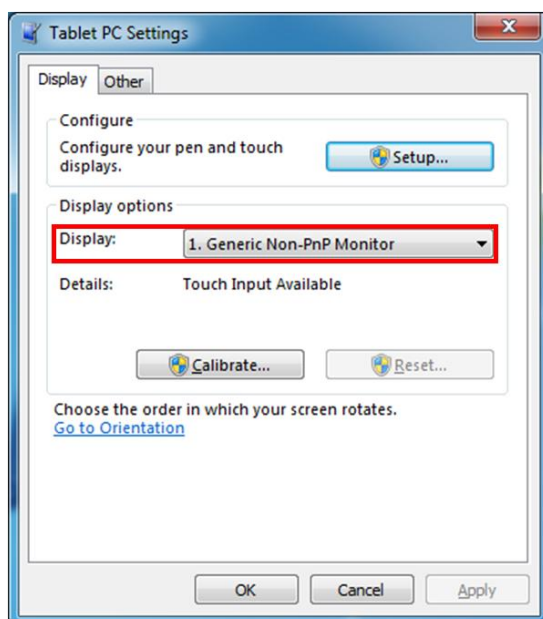 Tablet PC Settings
Display Other
Configure
Configure your pen and touch
displays.
Setup...
Display options
Display: 1. Generic Non-PnP Monitor
Details: Touch Input Available
Calibrate... Reset...
Choose the order in which your screen rotates.
Go to Orientation
OK Cancel Apply